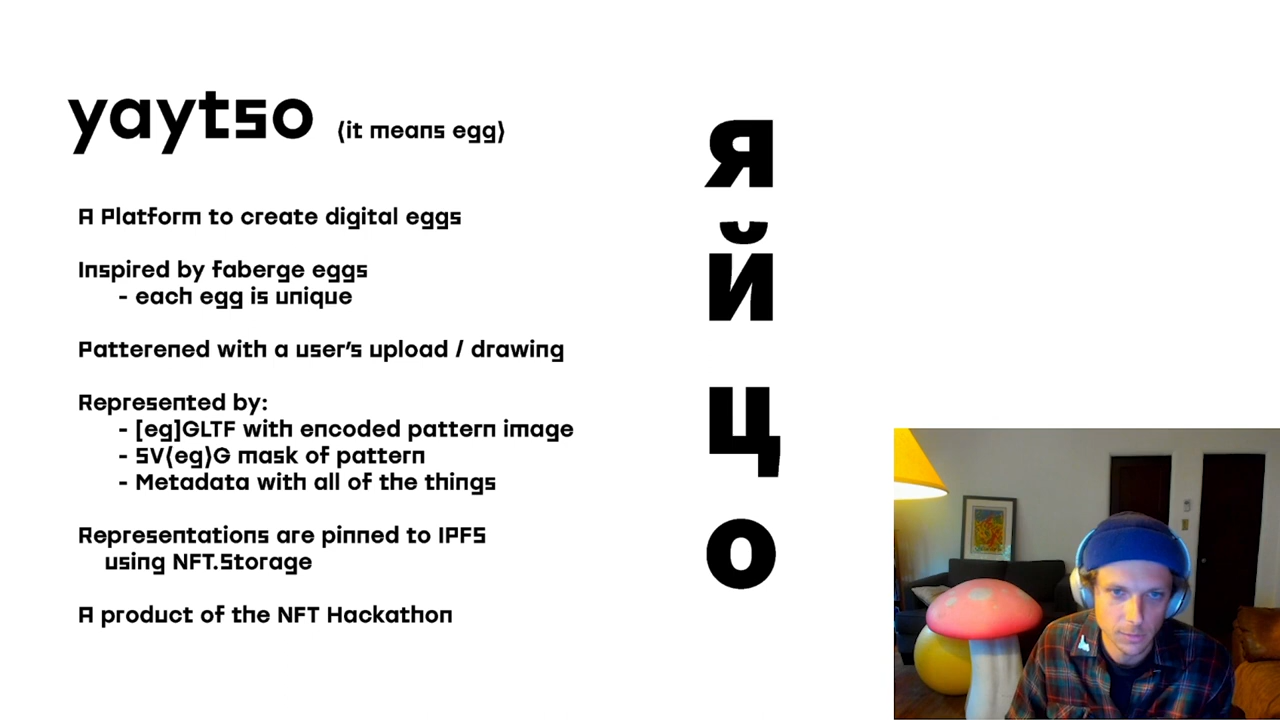 yaytso (it means egg)
A Platform to create digital eggs
Inspired by faberge eggs
- each egg is unique
Patterened with a user's upload / drawing
Represented by:
- [eg]GLTF with encoded pattern image
- SV(eg)G mask of pattern
- Metadata with all of the things
Representations are pinned to IPFS
using NFT.Storage
A product of the NFT Hackathon
Я
Й
Ц
О